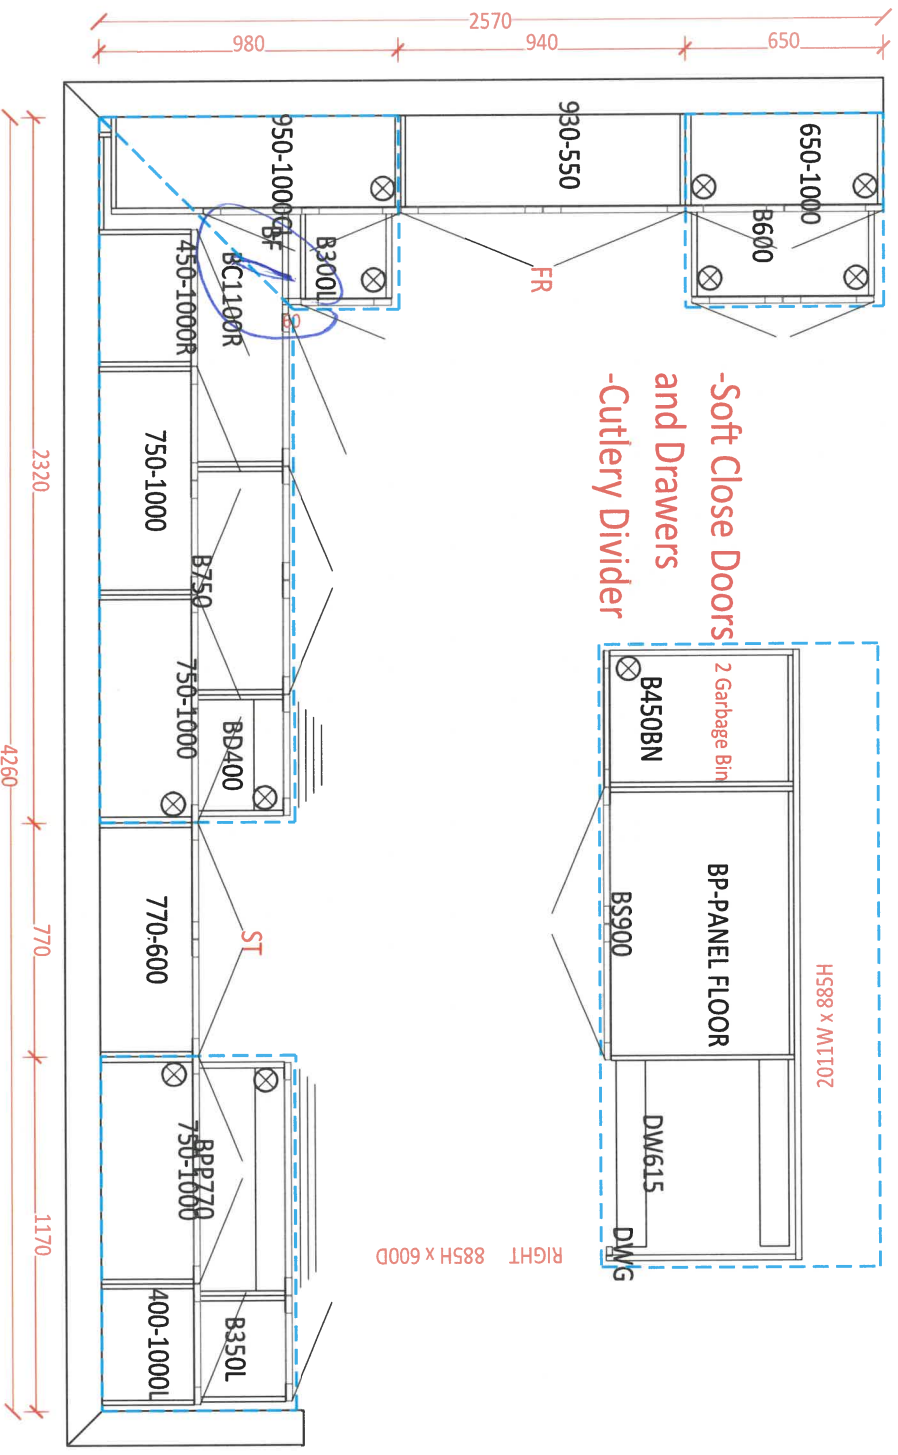 2570
980
940
650
950-1000
BF
B300L
930-550
650-1000
B600
FR
450-1000R
BC1100R
60
-Soft Close Doors
and Drawers
-Cutlery Divider
2320
750-1000
B750
750-1000
BD400
4260
2 Garbage Bin
B450BN
BS900
BP-PANEL FLOOR
2011W x 885H
770
770-600
ST
DW615
DWG
1170
BPP770
750-1000
RIGHT 885H x 600D
400-1000L
B350L